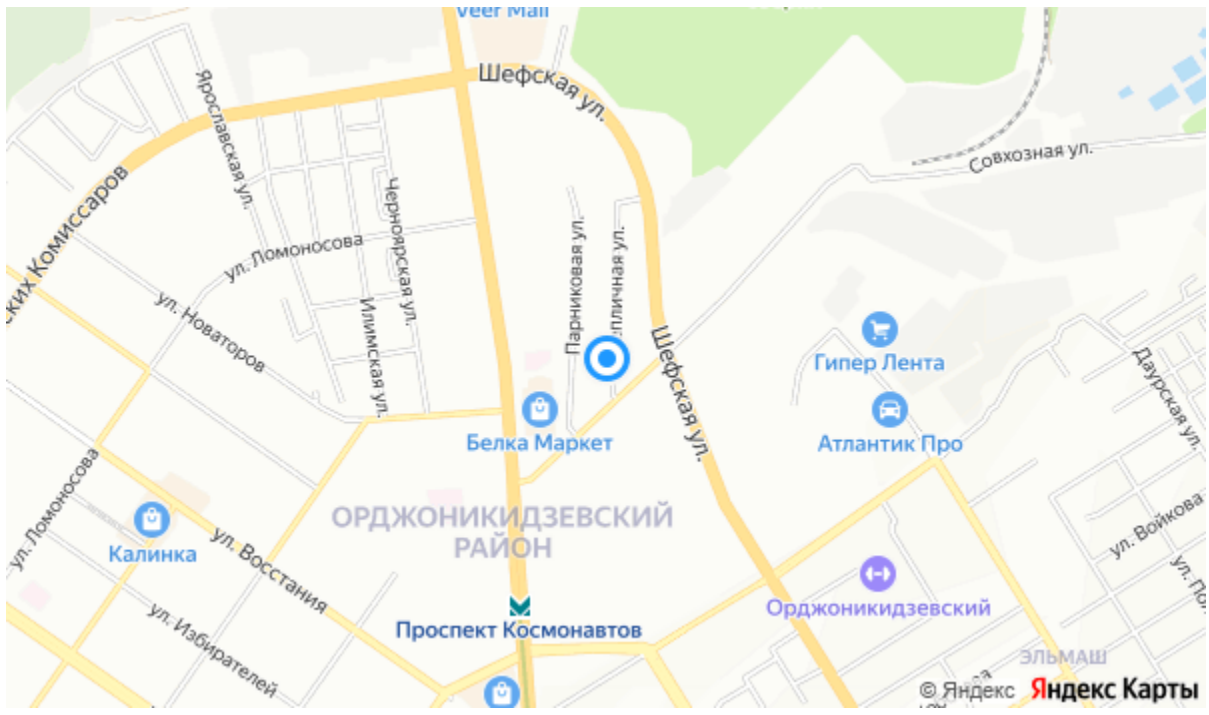 Veer Mall
Шефская ул.
Ярославская ул.
Совхозная ул.
ских Комиссаров
Черноярская ул.
ул. Ломоносова
Парниковая ул.
пличная ул.
ул. Новаторов
Илимская ул.
Шефская ул.
Гипер Лента
Даурская ул.
Белка Маркет
Атлантик Про
ул. Ломоносова
ОРДЖОНИКИДЗЕВСКИЙ
РАЙОН
Калинка
ул. Восстания
ул. Войкова
Орджоникидзевский
Проспект Космонавтов
ул. Избирателей
ЭЛЬМАШ
© Яндекс Яндекс Карты